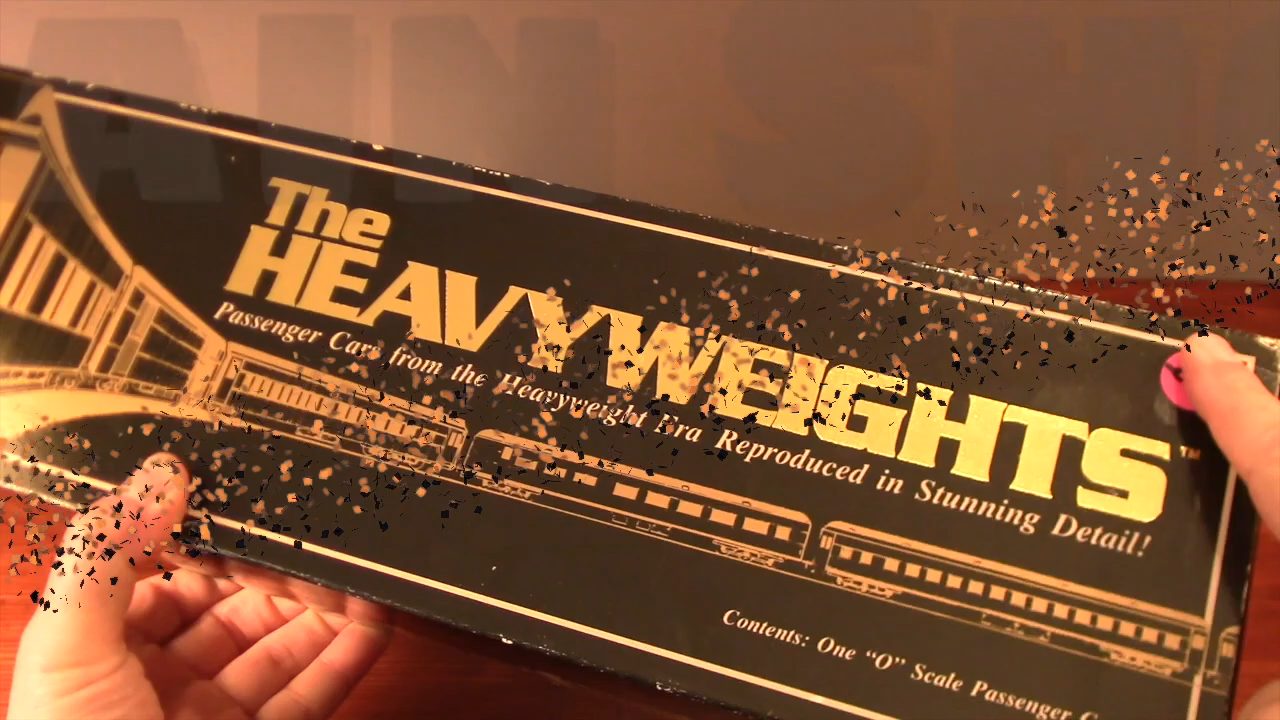 The
HEAVYWEIGHTS™
Passenger Cars from the Heavyweight Era Reproduced in Stunning Detail!
Contents: One “O” Scale Passenger